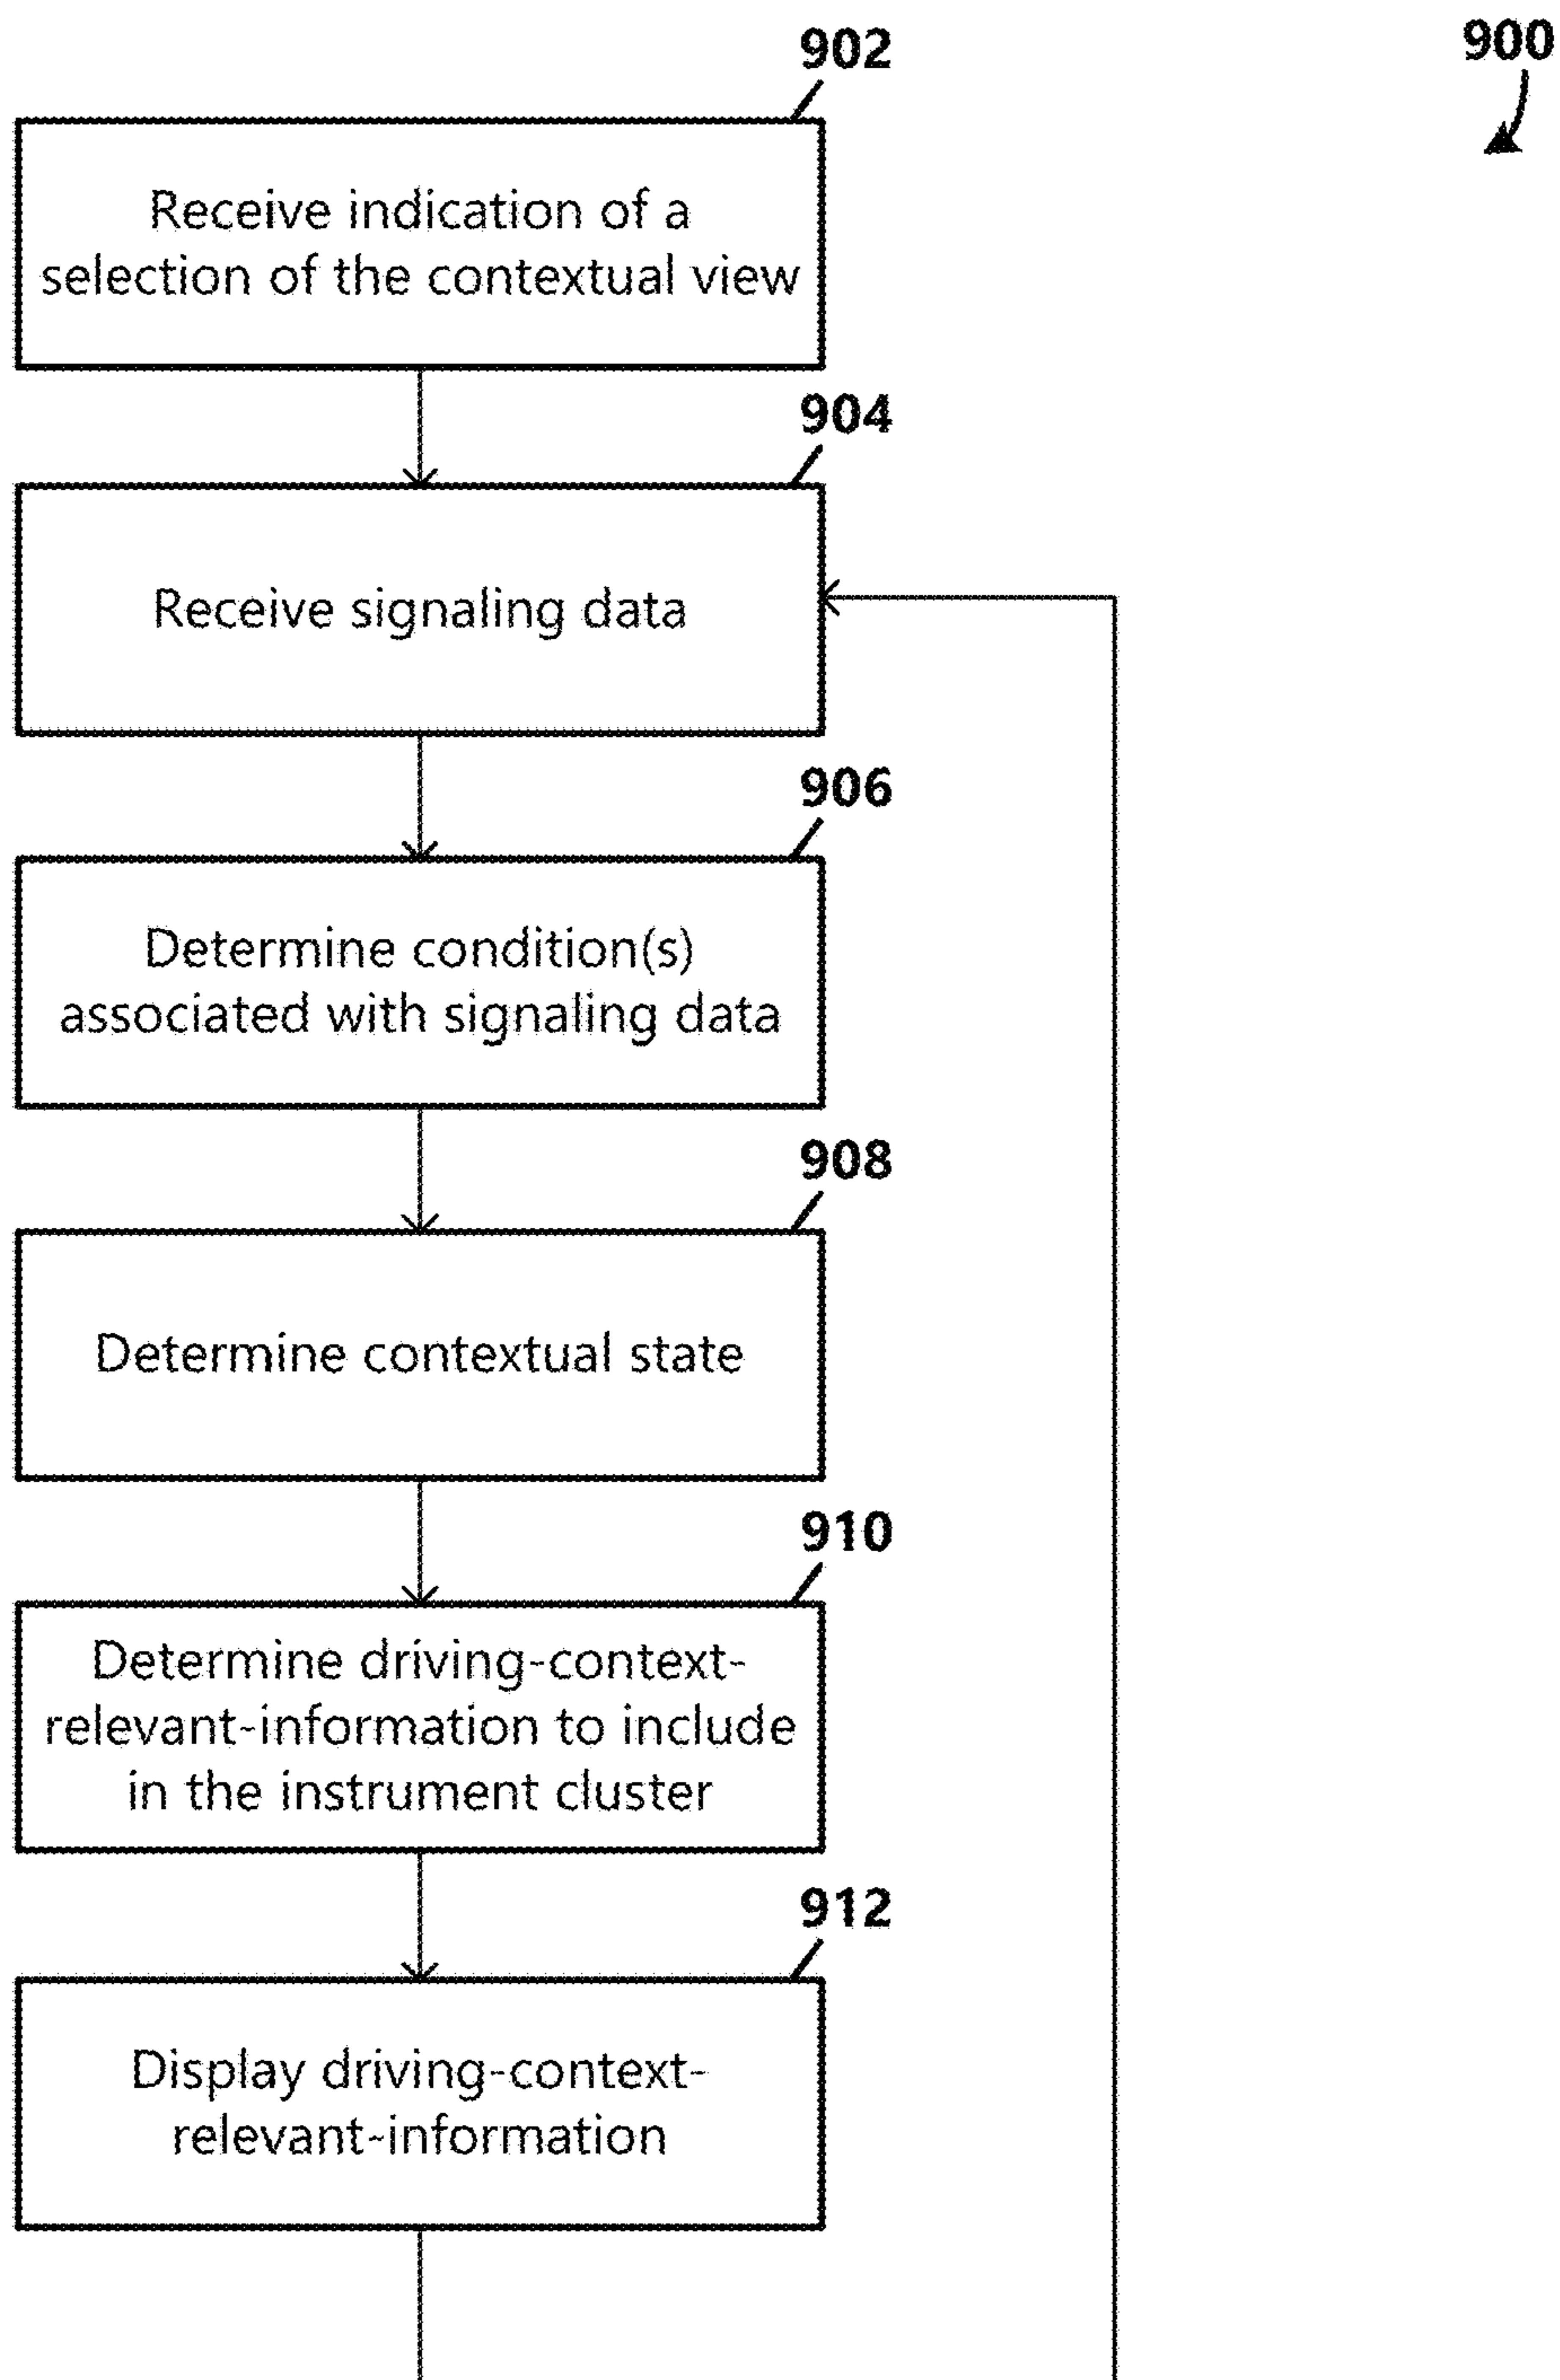 900
902
Receive indication of a
selection of the contextual view
904
Receive signaling data
906
Determine condition(s)
associated with signaling data
908
Determine contextual state
910
Determine driving-context-
relevant-information to include
in the instrument cluster
912
Display driving-context-
relevant-information